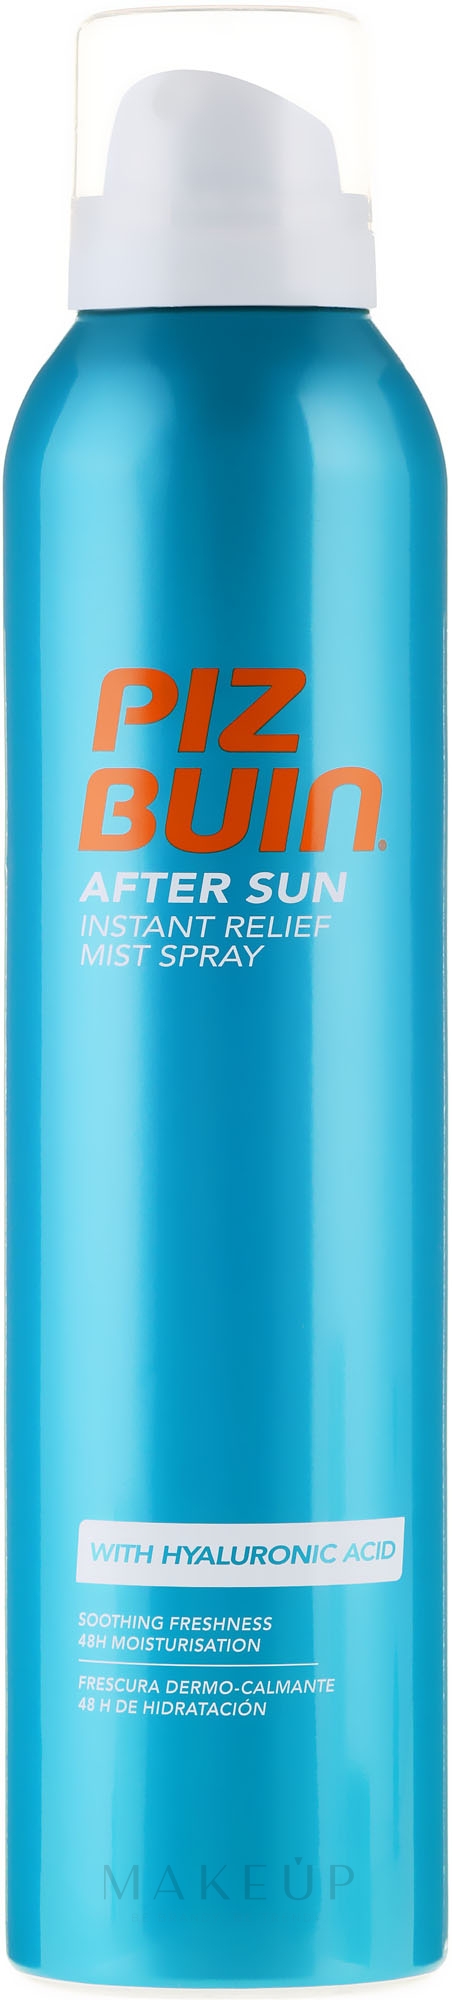 PIZ
BUIN®
AFTER SUN
INSTANT RELIEF
MIST SPRAY
WITH HYALURONIC ACID
SOOTHING FRESHNESS
48H MOISTURISATION
FRESCURA DERMO-CALMANTE
48 H DE HIDRATACIÓN
MAKEUP